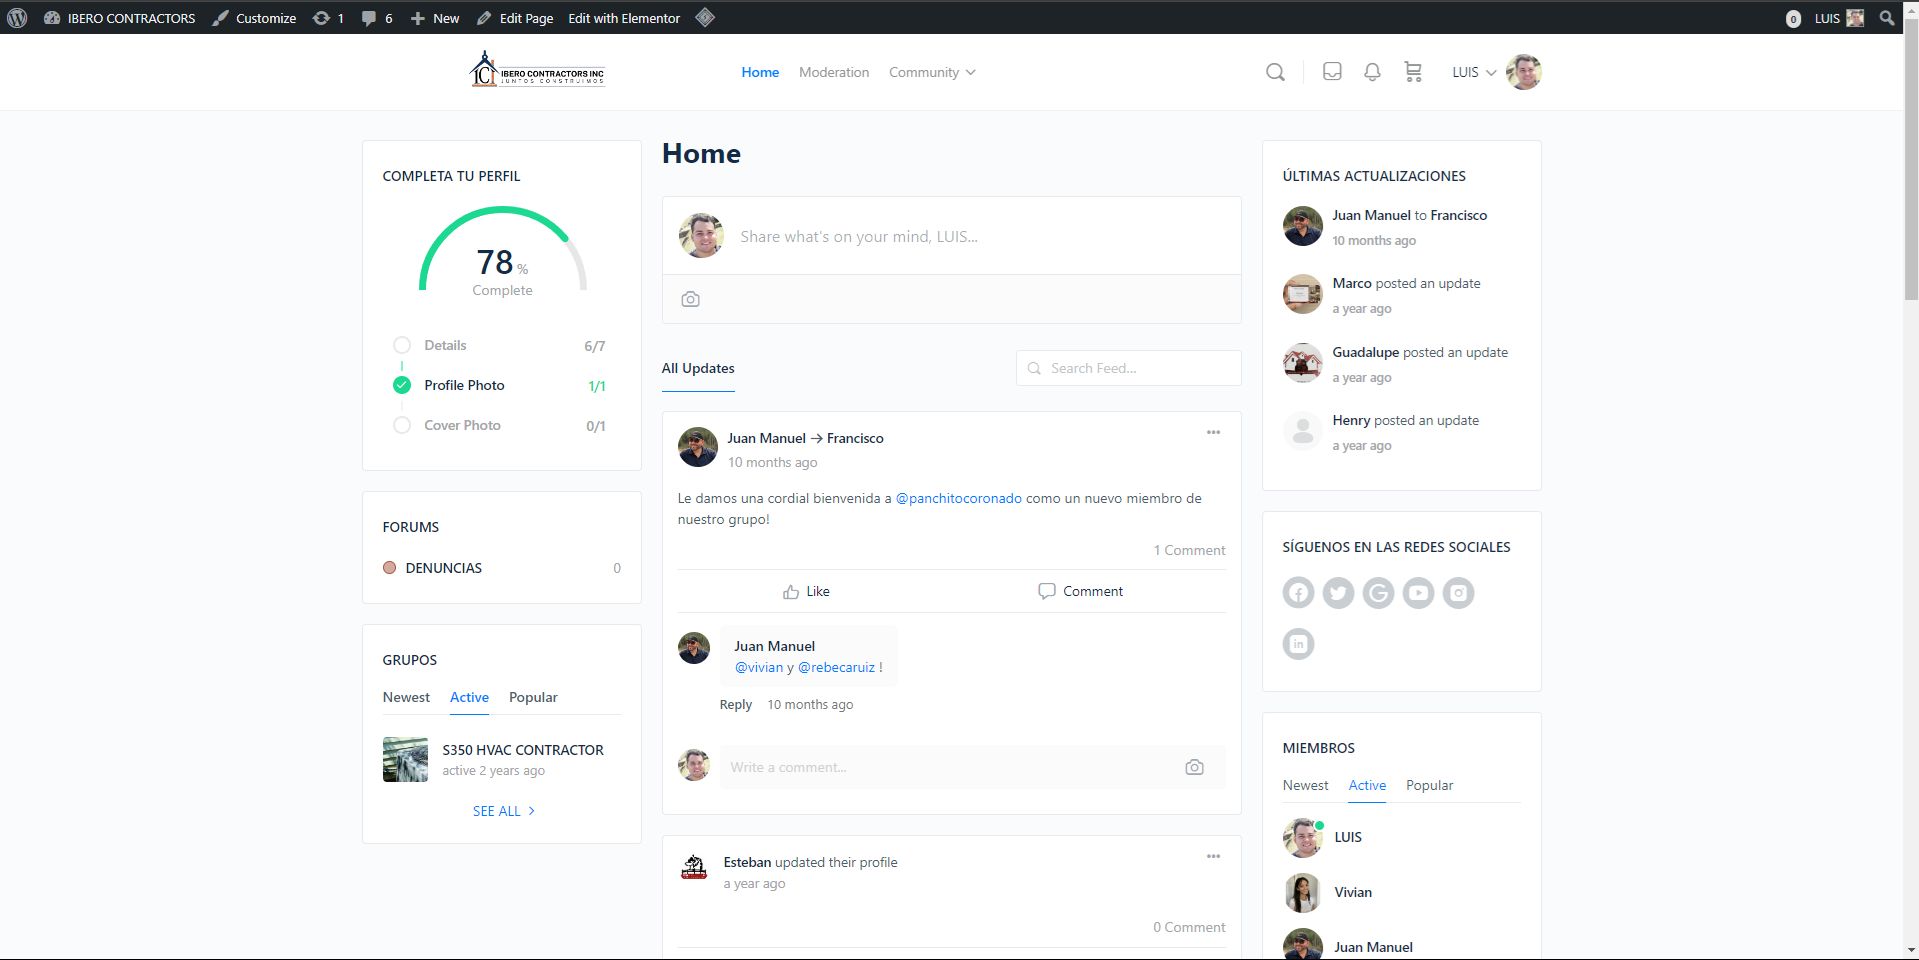 IBERO CONTRACTORS Customize 1 6 New Edit Page Edit with Elementor 0 LUIS
IBERO CONTRACTORS INC
JUNTOS CONSTRUIMOS
Home Moderation Community LUIS
COMPLETA TU PERFIL
78 %
Complete
Details 6/7
Profile Photo 1/1
Cover Photo 0/1
FORUMS
DENUNCIAS 0
GRUPOS
Newest Active Popular
S350 HVAC CONTRACTOR
active 2 years ago
SEE ALL >
Home
Share what's on your mind, LUIS...
All Updates Search Feed...
Juan Manuel → Francisco
10 months ago
Le damos una cordial bienvenida a @panchitocoronado como un nuevo miembro de
nuestro grupo!
1 Comment
Like Comment
Juan Manuel
@vivian y @rebecaruiz !
Reply 10 months ago
Write a comment...
Esteban updated their profile
a year ago
0 Comment
ÚLTIMAS ACTUALIZACIONES
Juan Manuel to Francisco
10 months ago
Marco posted an update
a year ago
Guadalupe posted an update
a year ago
Henry posted an update
a year ago
SÍGUENOS EN LAS REDES SOCIALES
MIEMBROS
Newest Active Popular
LUIS
Vivian
Juan Manuel